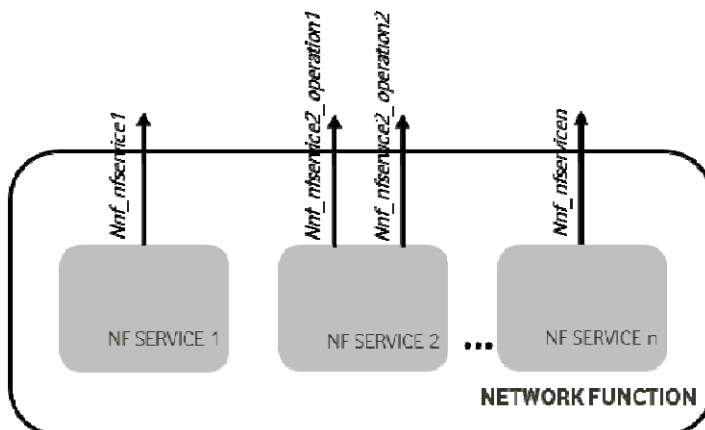 Nnf_nfservice1
Nnf_nfservice2_operation1
Nnf_nfservice2_operation2
Nnf_nfservicen
NF SERVICE 1
NF SERVICE 2
...
NF SERVICE n
NETWORK FUNCTION